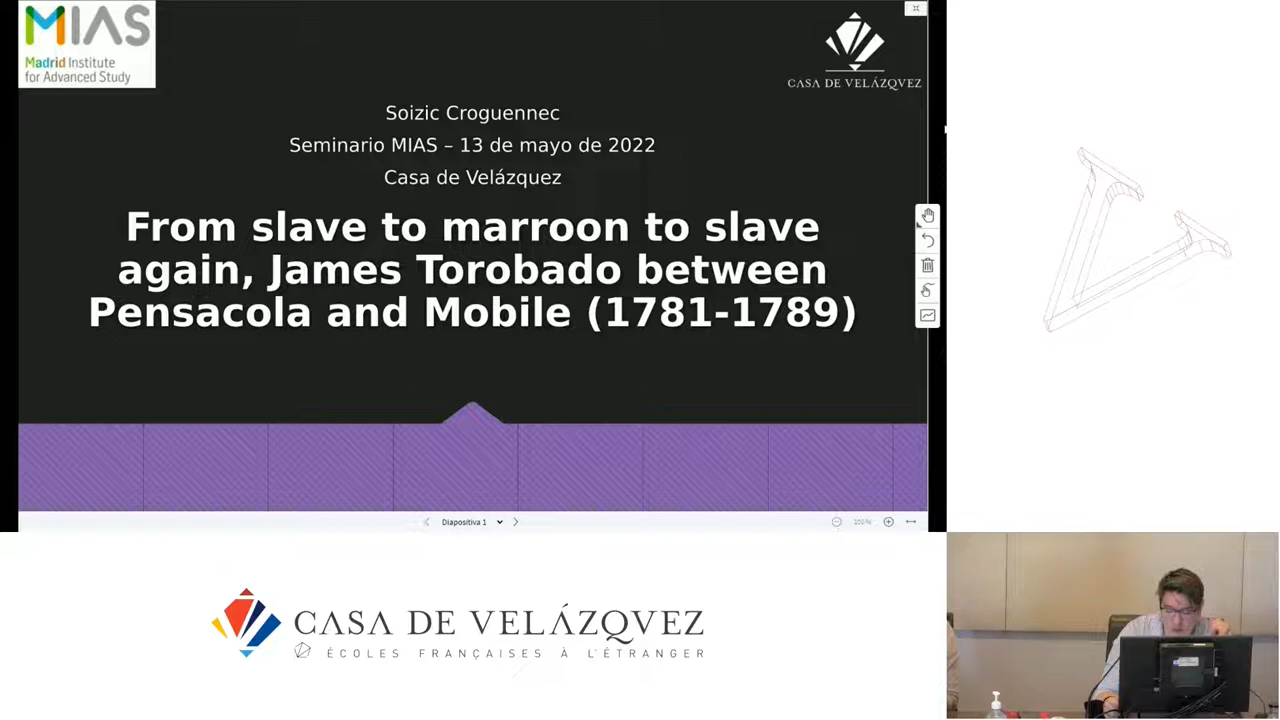 MIAS
Madrid Institute
for Advanced Study
CASA DE VELÁZQVEZ
Soizic Croguennec
Seminario MIAS – 13 de mayo de 2022
Casa de Velázquez
From slave to marroon to slave
again, James Torobado between
Pensacola and Mobile (1781-1789)
Diapositiva 1
100%
CASA DE VELÁZQVEZ
ÉCOLES FRANÇAISES À L'ÉTRANGER